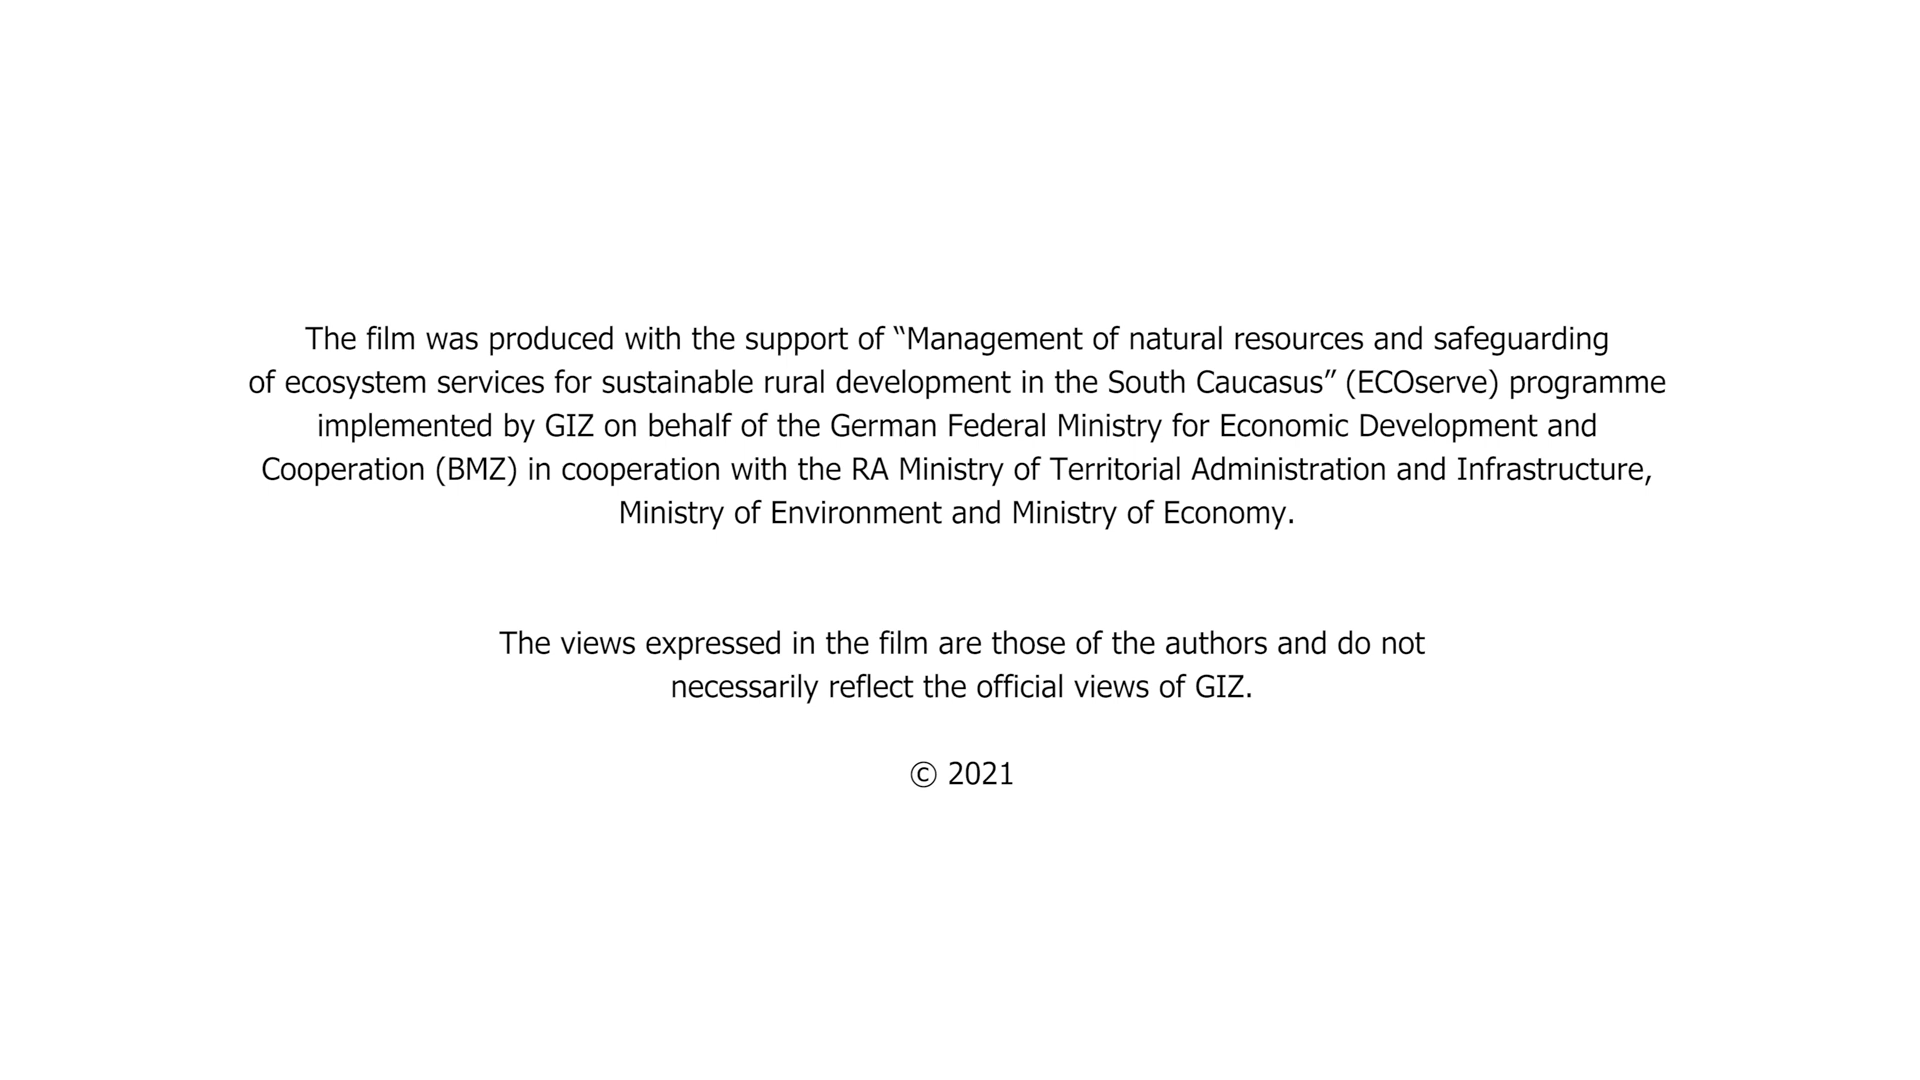 The film was produced with the support of “Management of natural resources and safeguarding
of ecosystem services for sustainable rural development in the South Caucasus” (ECOserve) programme
implemented by GIZ on behalf of the German Federal Ministry for Economic Development and
Cooperation (BMZ) in cooperation with the RA Ministry of Territorial Administration and Infrastructure,
Ministry of Environment and Ministry of Economy.
The views expressed in the film are those of the authors and do not
necessarily reflect the official views of GIZ.
© 2021